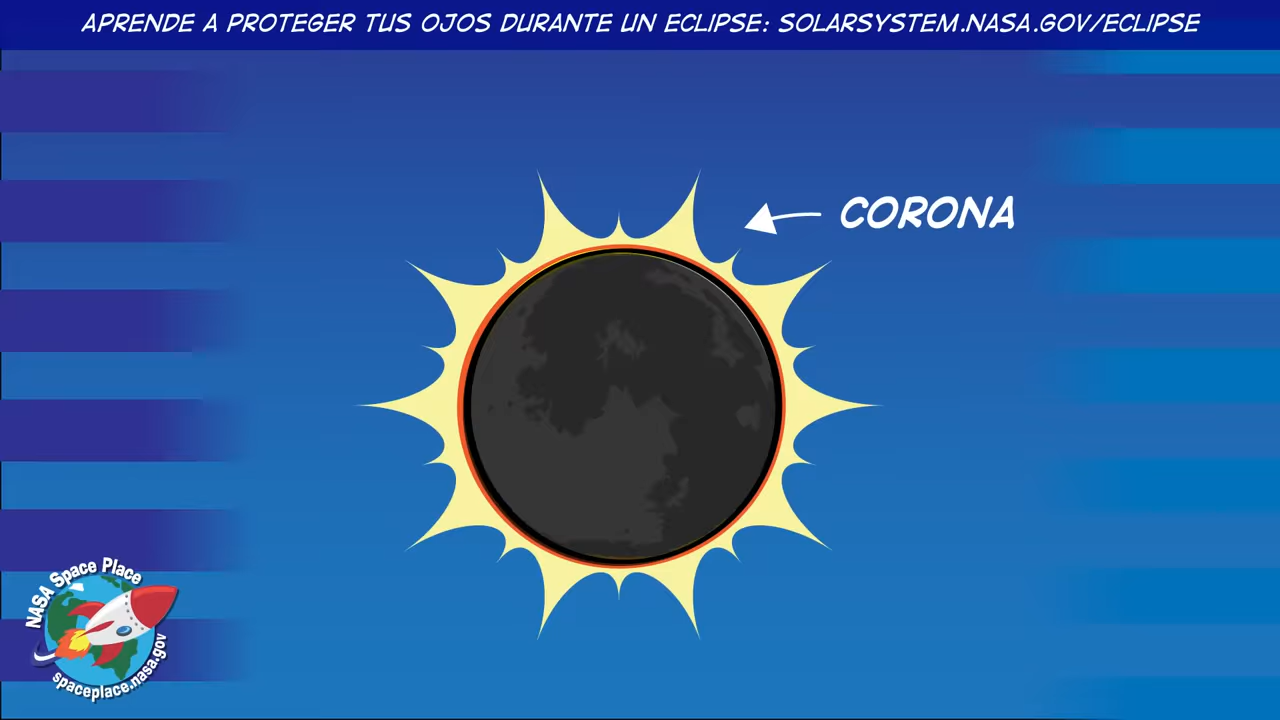 APRENDE A PROTEGER TUS OJOS DURANTE UN ECLIPSE: SOLARSYSTEM.NASA.GOV/ECLIPSE
CORONA
NASA Space Place
spaceplace.nasa.gov